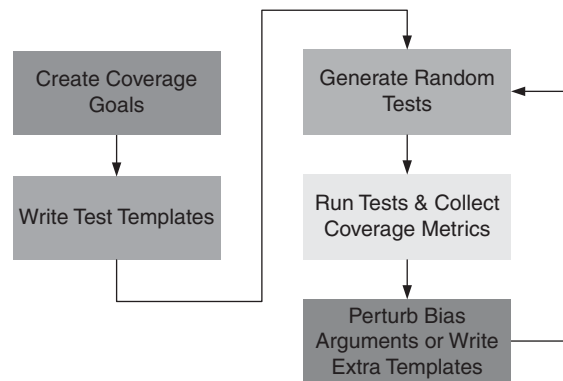 Create Coverage
Goals
Write Test Templates
Generate Random
Tests
Run Tests & Collect
Coverage Metrics
Perturb Bias
Arguments or Write
Extra Templates